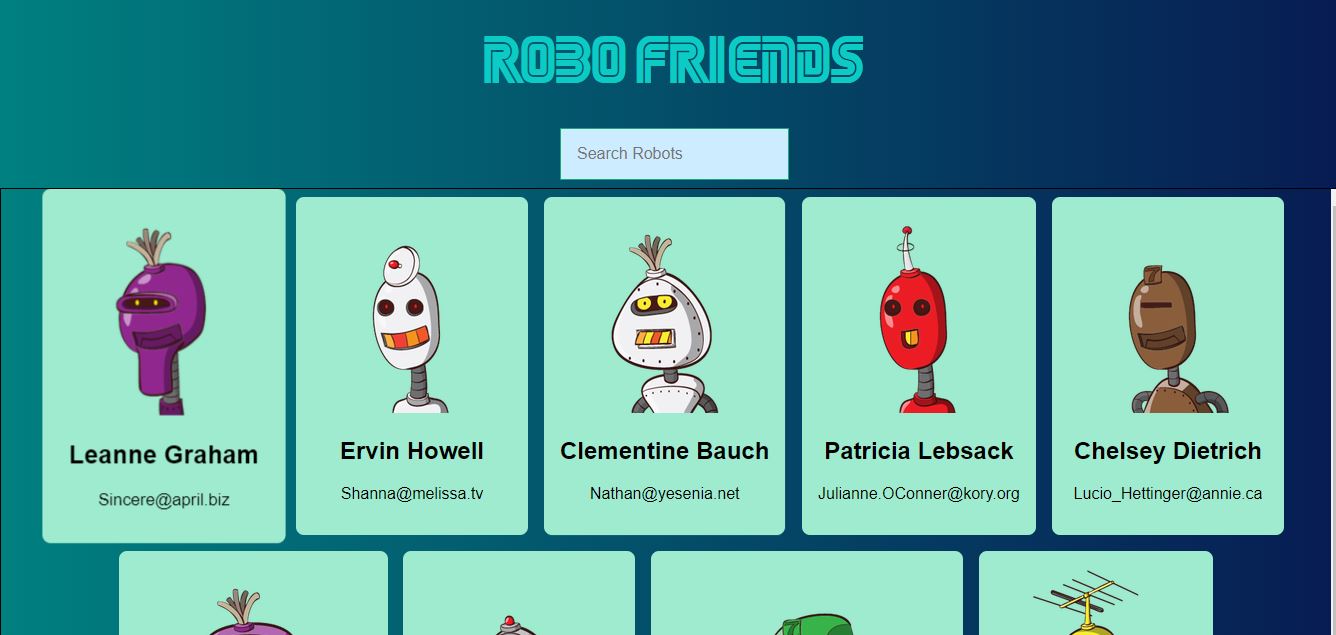 ROBO FRIENDS
Search Robots
Leanne Graham
Sincere@april.biz
Ervin Howell
Shanna@melissa.tv
Clementine Bauch
Nathan@yesenia.net
Patricia Lebsack
Julianne.OConner@kory.org
Chelsey Dietrich
Lucio_Hettinger@annie.ca
7